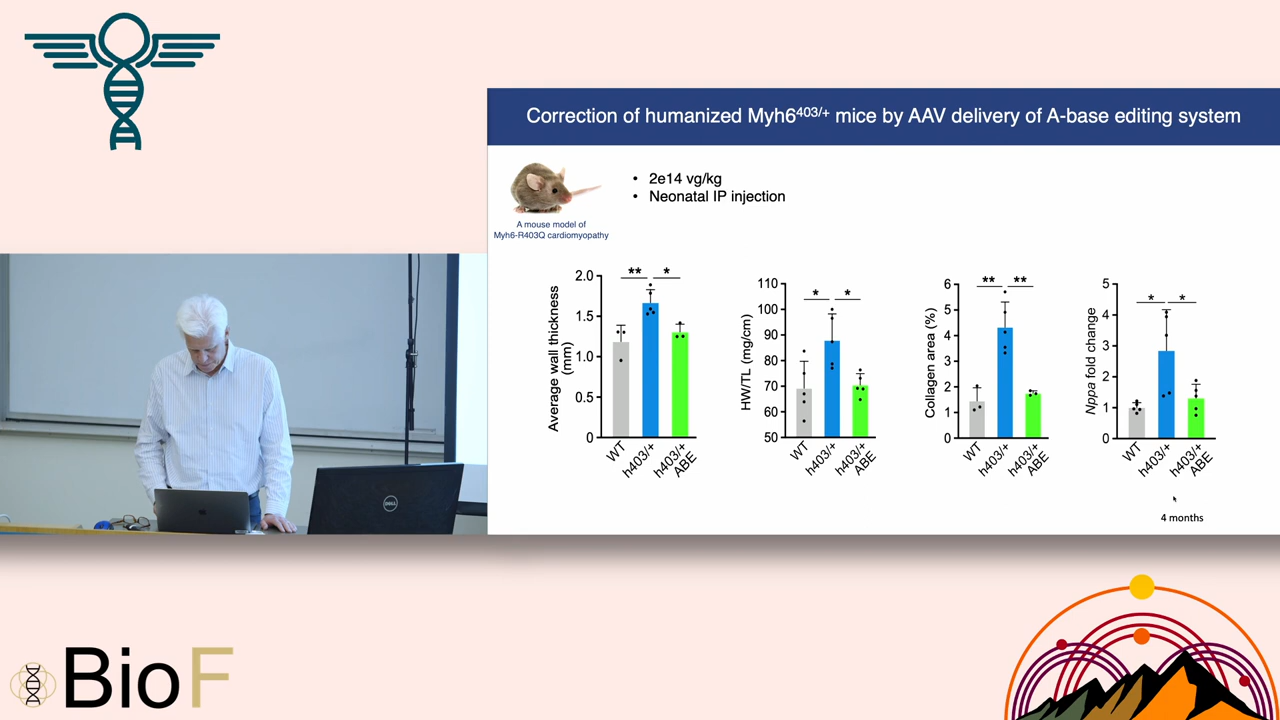 Correction of humanized Myh6403/+ mice by AAV delivery of A-base editing system
• 2e14 vg/kg
• Neonatal IP injection
A mouse model of
Myh6-R403Q cardiomyopathy
Average wall thickness
(mm)
2.0
1.5
1.0
0.5
0
** *
WT
h403/+
h403/+
ABE
HW/TL (mg/cm)
110
100
90
80
70
60
50
* *
WT
h403/+
h403/+
ABE
Collagen area (%)
6
5
4
3
2
1
0
** **
WT
h403/+
h403/+
ABE
Nppa fold change
5
4
3
2
1
0
* *
WT
h403/+
h403/+
ABE
4 months
DELL
BioF